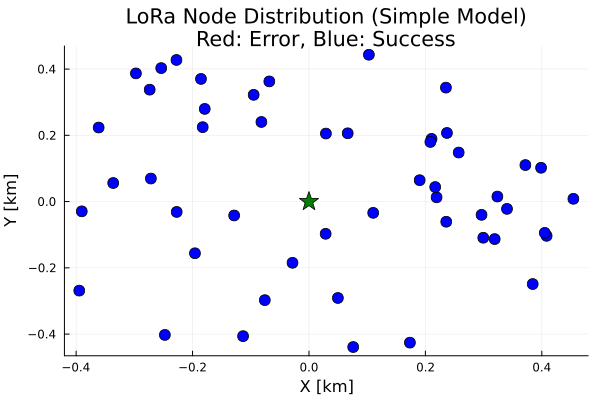 LoRa Node Distribution (Simple Model)
Red: Error, Blue: Success
Y [km]
0.4
0.2
0.0
−0.2
−0.4
−0.4 −0.2 0.0 0.2 0.4
X [km]